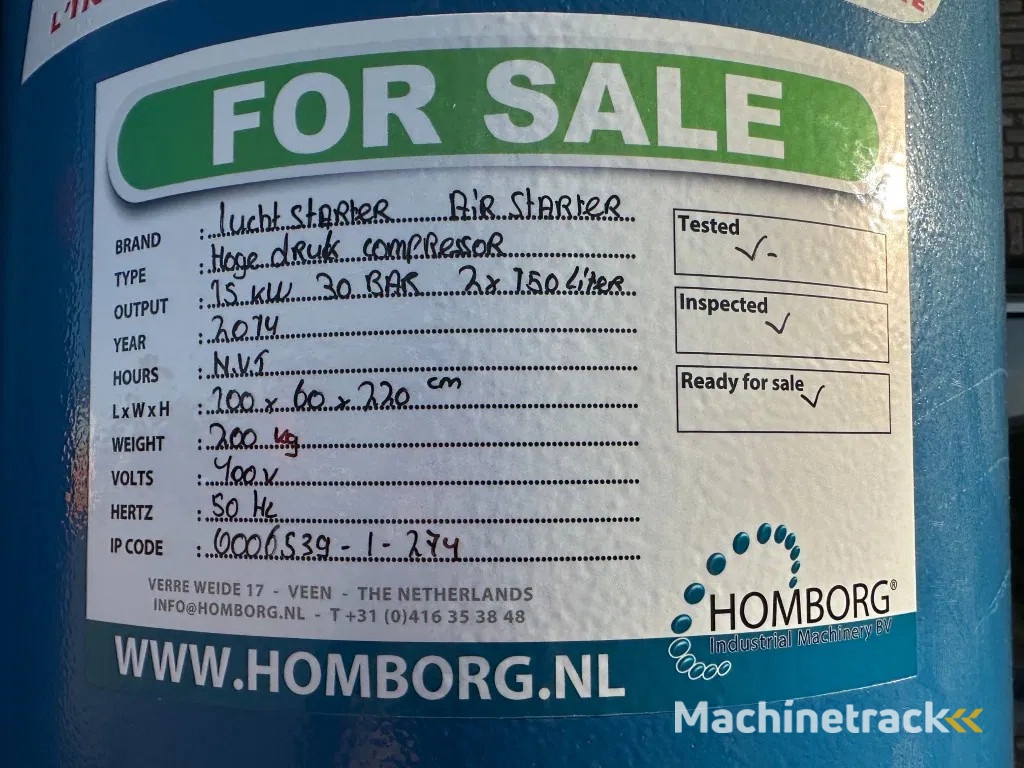 FOR SALE
BRAND : lucht STARTER AIR STARTER
TYPE : Hoge druk compRessoR
OUTPUT : 15 kW 30 BAR 2x 150 Liter
YEAR : 2014
HOURS : N.V.T
L x W x H : 100 x 60 x 220 cm
WEIGHT : 200 kg
VOLTS : 400V
HERTZ : 50 Hz
IP CODE : 0006539 - 1 - 274
Tested ✓-
Inspected ✓
Ready for sale ✓
VERRE WEIDE 17 - VEEN - THE NETHERLANDS
INFO@HOMBORG.NL - T +31 (0)416 35 38 48
WWW.HOMBORG.NL
HOMBORG®
Industrial Machinery BV
Machinetrack